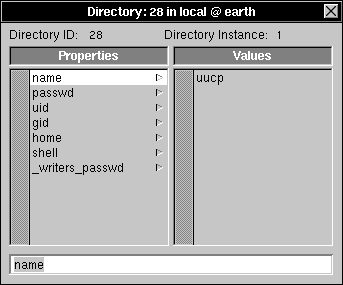 Directory: 28 in local @ earth
Directory ID: 28 Directory Instance: 1
Properties Values
name uucp
passwd
uid
gid
home
shell
_writers_passwd
name